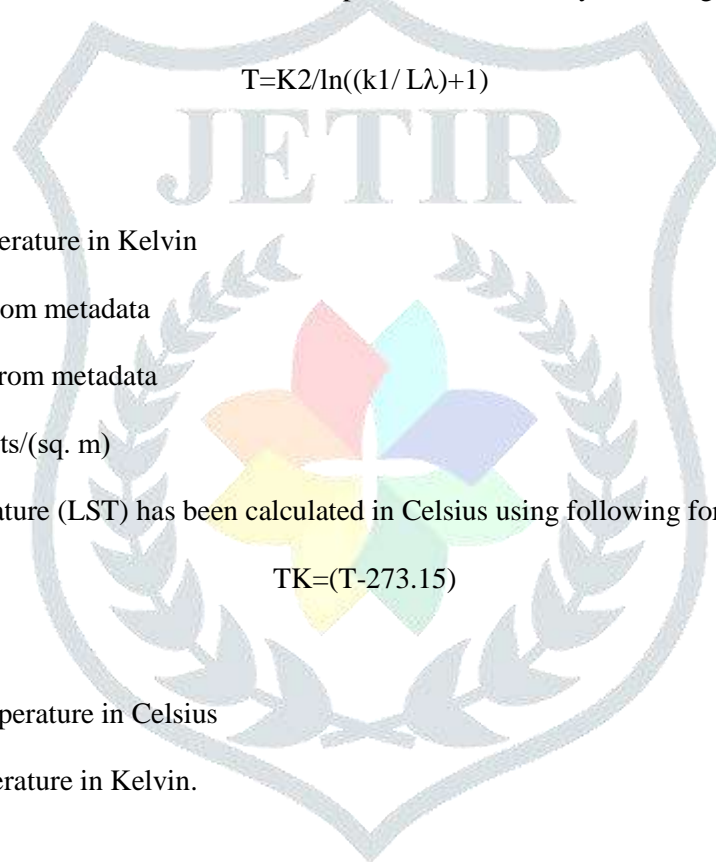 T=K2/ln((k1/ Lλ)+1)
JETIR
erature in Kelvin
om metadata
rom metadata
ts/(sq. m)
ature (LST) has been calculated in Celsius using following for
TK=(T-273.15)
perature in Celsius
erature in Kelvin.